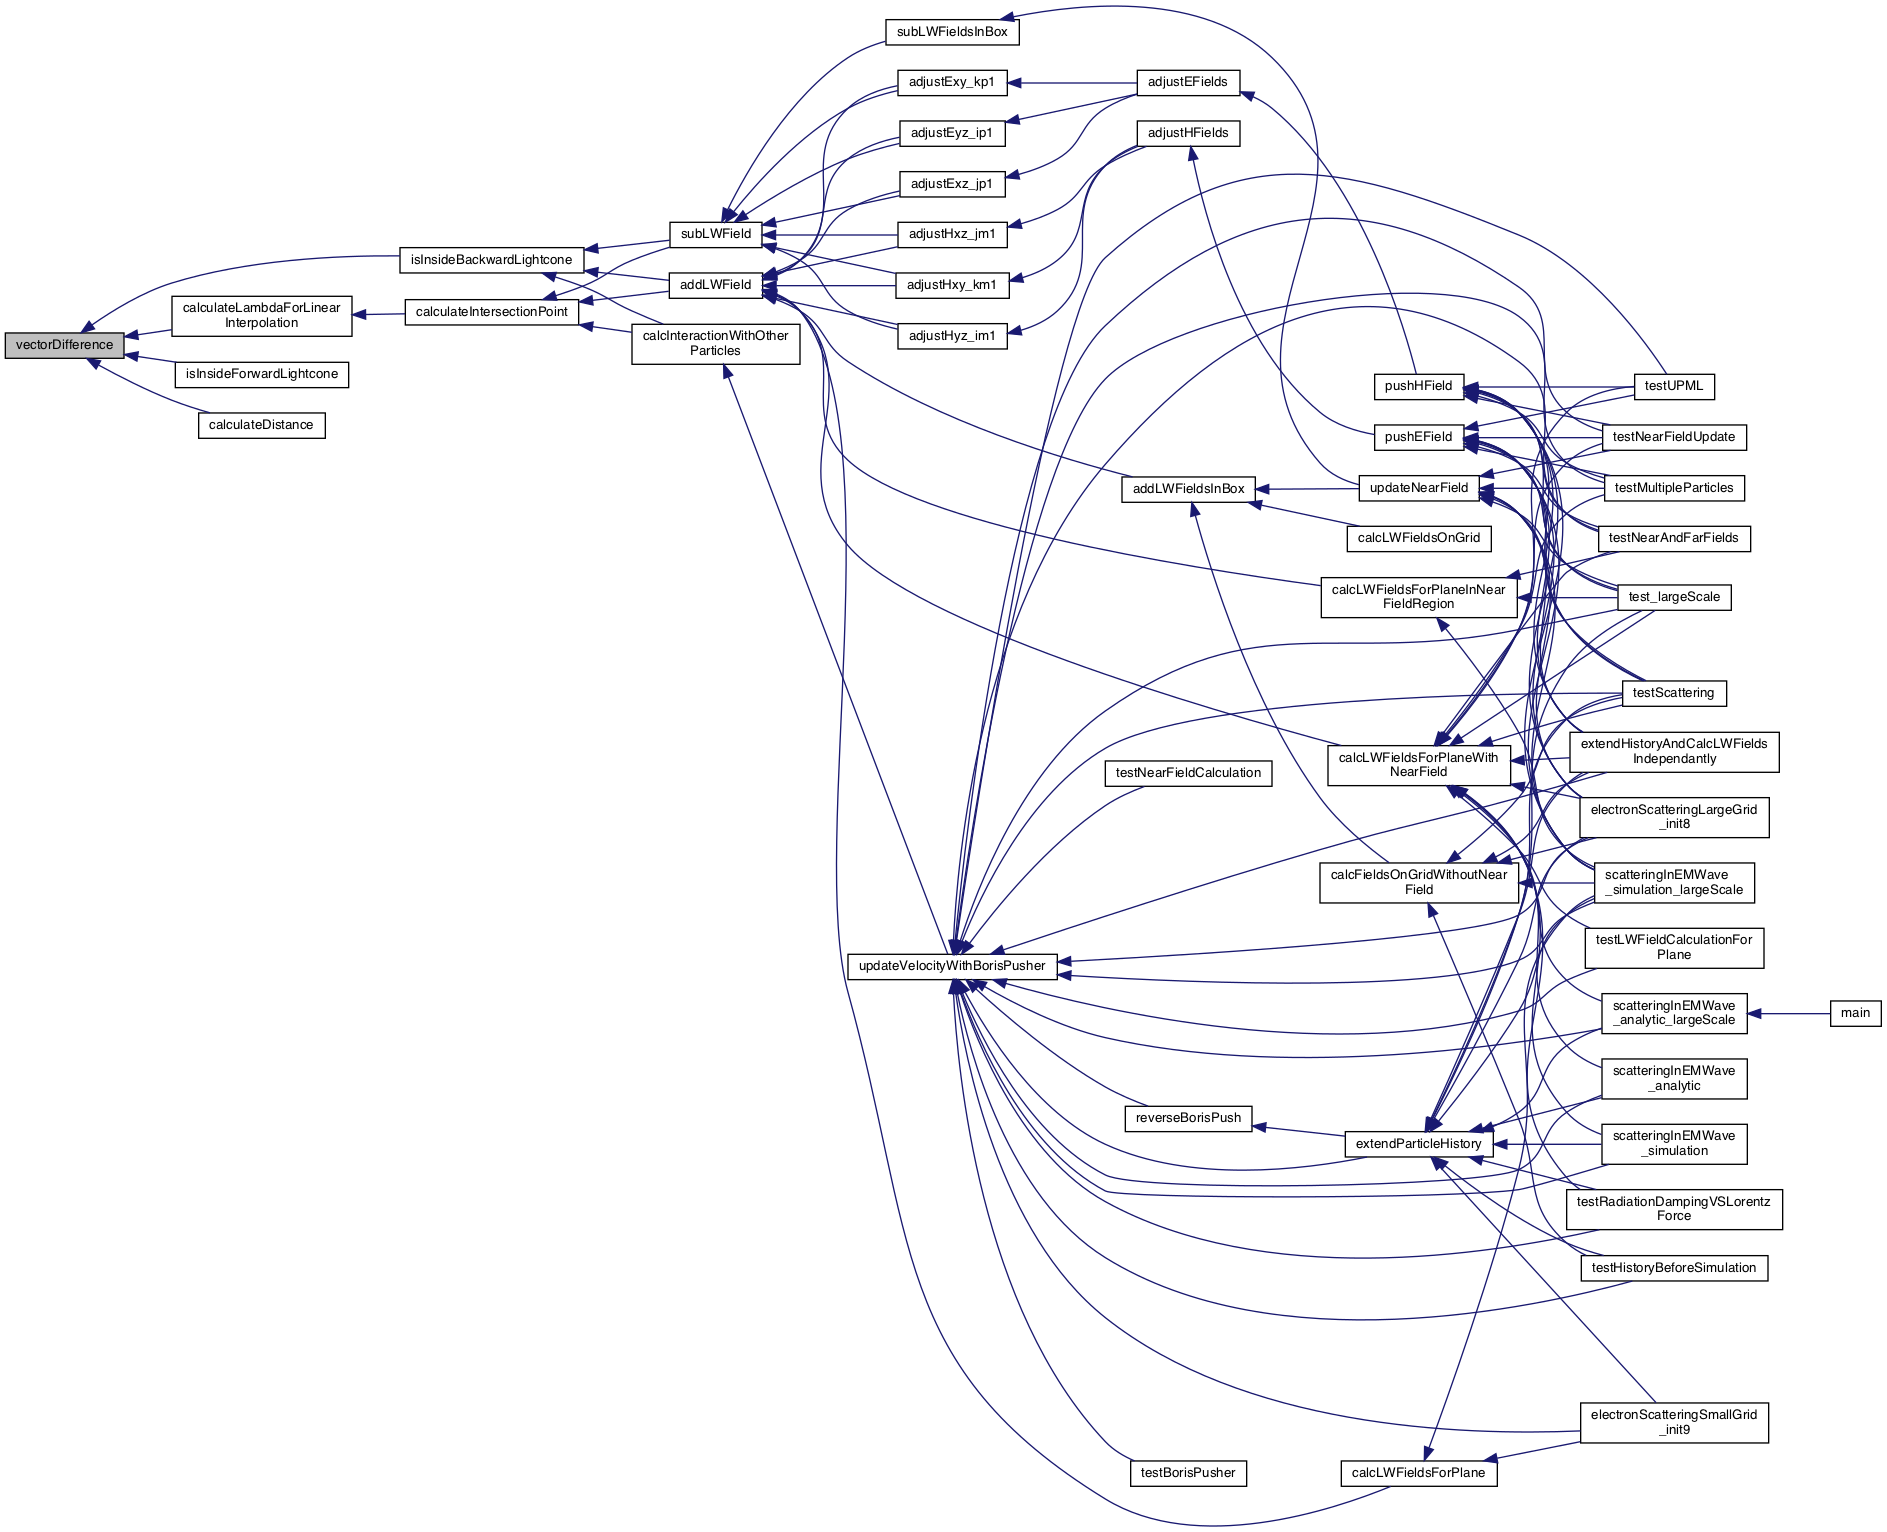 vectorDifference
isInsideBackwardLightcone
calculateLambdaForLinear
Interpolation
isInsideForwardLightcone
calculateDistance
calculateIntersectionPoint
subLWField
addLWField
calcInteractionWithOther
Particles
subLWFieldsInBox
adjustExy_kp1
adjustEyz_ip1
adjustExz_jp1
adjustHxz_jm1
adjustHxy_km1
adjustHyz_im1
updateVelocityWithBorisPusher
adjustEFields
adjustHFields
addLWFieldsInBox
testNearFieldCalculation
reverseBorisPush
testBorisPusher
pushHField
pushEField
updateNearField
calcLWFieldsOnGrid
calcLWFieldsForPlaneInNear
FieldRegion
calcLWFieldsForPlaneWith
NearField
calcFieldsOnGridWithoutNear
Field
extendParticleHistory
calcLWFieldsForPlane
testUPML
testNearFieldUpdate
testMultipleParticles
testNearAndFarFields
test_largeScale
testScattering
extendHistoryAndCalcLWFields
Independantly
electronScatteringLargeGrid
_init8
scatteringInEMWave
_simulation_largeScale
testLWFieldCalculationFor
Plane
scatteringInEMWave
_analytic_largeScale
main
scatteringInEMWave
_analytic
scatteringInEMWave
_simulation
testRadiationDampingVSLorentz
Force
testHistoryBeforeSimulation
electronScatteringSmallGrid
_init9